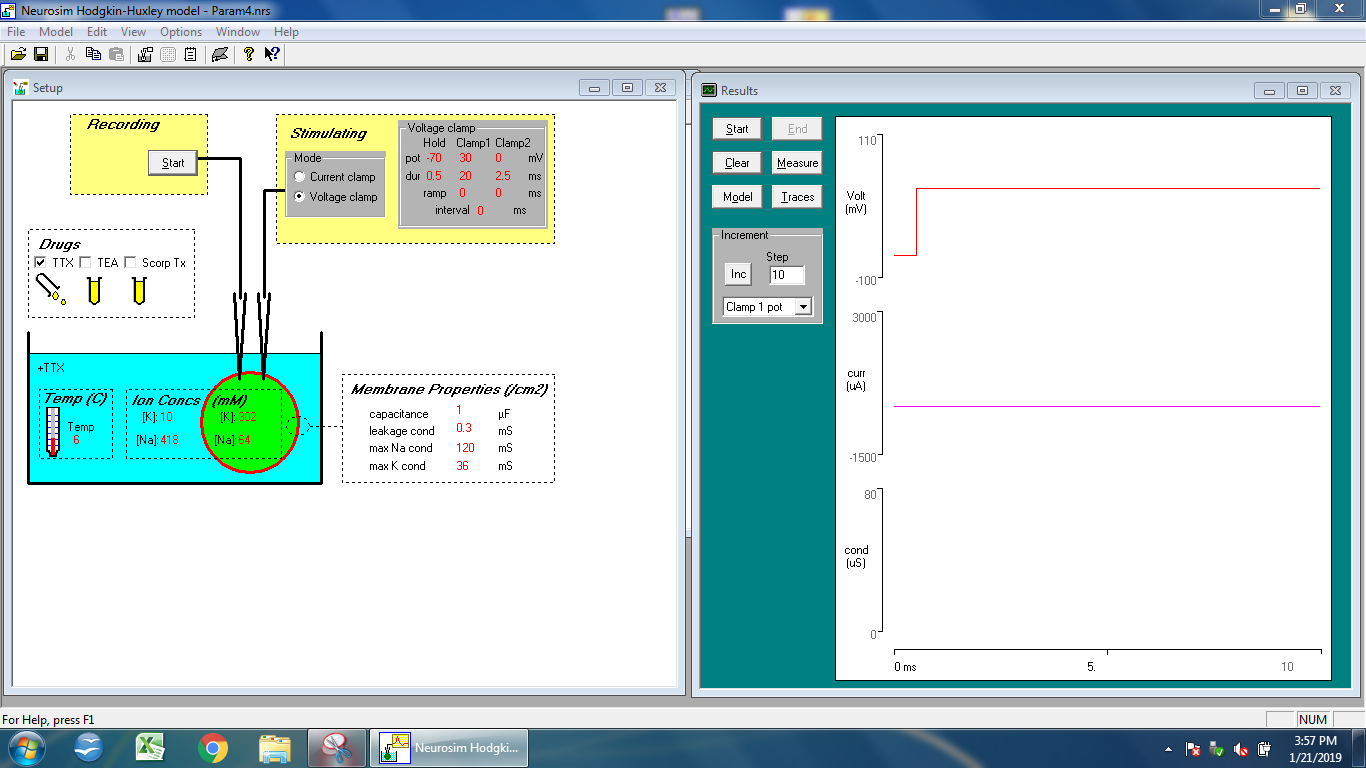 Neurosim Hodgkin-Huxley model - Param4.nrs
File Model Edit View Options Window Help
Setup
Recording
Start
Stimulating
Mode
Current clamp
Voltage clamp
Voltage clamp
Hold Clamp1 Clamp2
pot -70 30 0 mV
dur 0.5 20 2.5 ms
ramp 0 0 ms
interval 0 ms
Drugs
TTX TEA Scorp Tx
+TTX
Temp (C)
Temp
6
Ion Concs (mM)
[K]: 10 [K]: 302
[Na]: 418 [Na]: 64
Membrane Properties (/cm2)
capacitance 1 µF
leakage cond 0.3 mS
max Na cond 120 mS
max K cond 36 mS
Results
Start End
Clear Measure
Model Traces
Increment
Step
Inc 10
Clamp 1 pot
110
Volt
(mV)
-100
3000
curr
(uA)
-1500
80
cond
(uS)
0
0 ms 5. 10
For Help, press F1
NUM
Neurosim Hodgki...
3:57 PM
1/21/2019